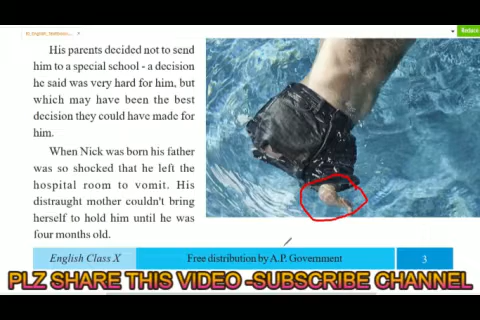 His parents decided not to send
him to a special school - a decision
he said was very hard for him, but
which may have been the best
decision they could have made for
him.
When Nick was born his father
was so shocked that he left the
hospital room to vomit. His
distraught mother couldn't bring
herself to hold him until he was
four months old.
English Class X
Free distribution by A.P. Government
3
PLZ SHARE THIS VIDEO -SUBSCRIBE CHANNEL